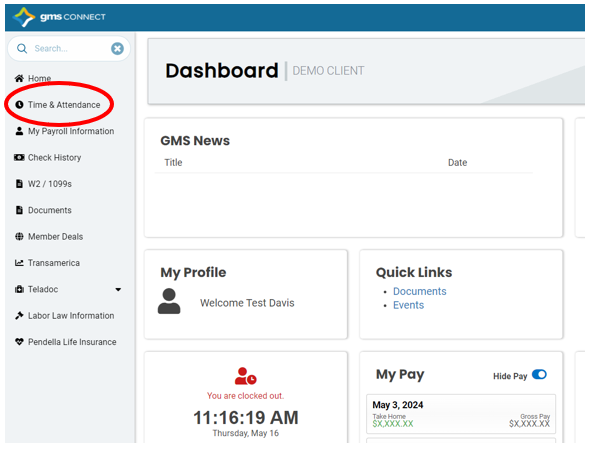 gms CONNECT
Search...
Home
Time & Attendance
My Payroll Information
Check History
W2 / 1099s
Documents
Member Deals
Transamerica
Teladoc
Labor Law Information
Pendella Life Insurance
Dashboard DEMO CLIENT
GMS News
Title Date
My Profile
Welcome Test Davis
Quick Links
Documents
Events
You are clocked out.
11:16:19 AM
Thursday, May 16
My Pay Hide Pay
May 3, 2024
Take Home Gross Pay
$X,XXX.XX $X,XXX.XX